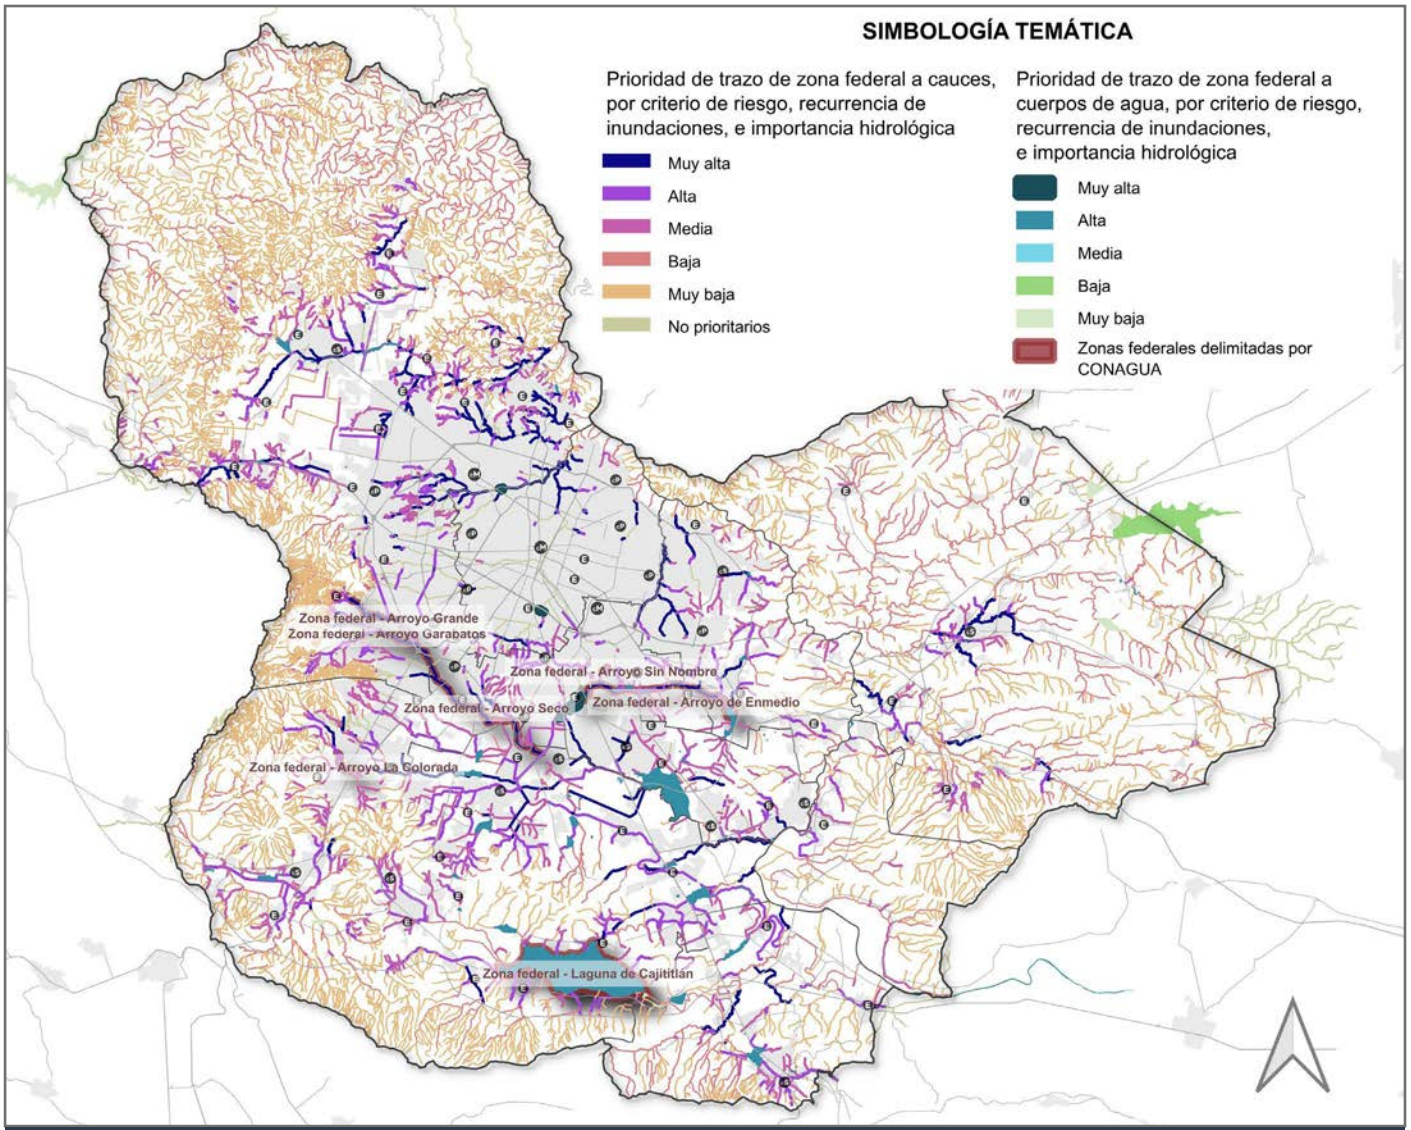 SIMBOLOGÍA TEMÁTICA
Prioridad de trazo de zona federal a cauces,
por criterio de riesgo, recurrencia de
inundaciones, e importancia hidrológica
Muy alta
Alta
Media
Baja
Muy baja
No prioritarios
Prioridad de trazo de zona federal a
cuerpos de agua, por criterio de riesgo,
recurrencia de inundaciones,
e importancia hidrológica
Muy alta
Alta
Media
Baja
Muy baja
Zonas federales delimitadas por
CONAGUA
Zona federal - Arroyo Grande
Zona federal - Arroyo Garabatos
Zona federal - Arroyo Sin Nombre
Zona federal - Arroyo Seco
Zona federal - Arroyo de Enmedio
Zona federal - Arroyo La Colorada
Zona federal - Laguna de Cajititlán